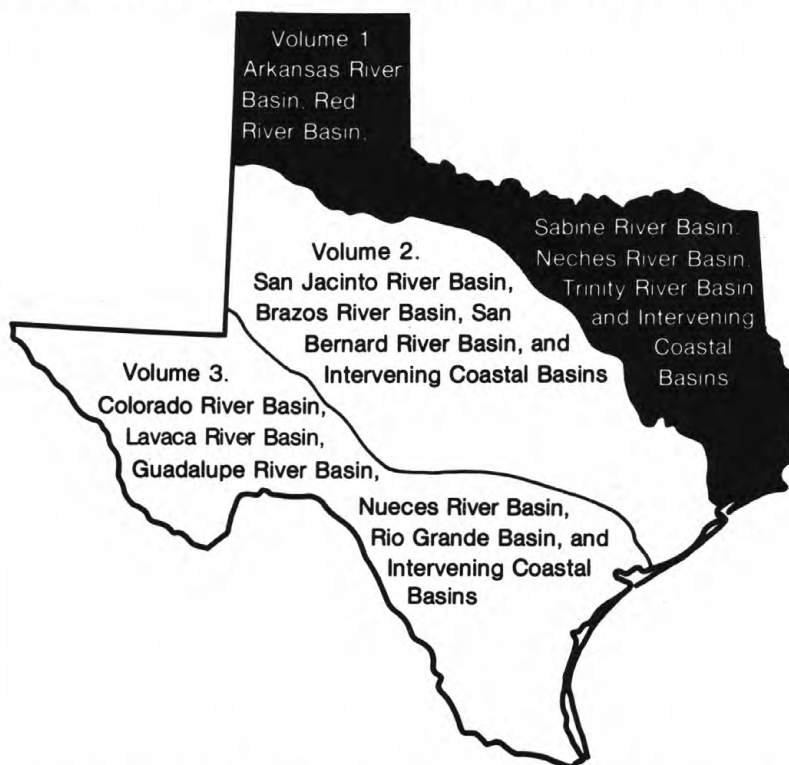 Volume 1
Arkansas River
Basin. Red
River Basin.
Sabine River Basin.
Neches River Basin.
Trinity River Basin
and Intervening
Coastal
Basins
Volume 2.
San Jacinto River Basin,
Brazos River Basin, San
Bernard River Basin, and
Intervening Coastal Basins
Volume 3.
Colorado River Basin,
Lavaca River Basin,
Guadalupe River Basin,
Nueces River Basin,
Rio Grande Basin, and
Intervening Coastal
Basins